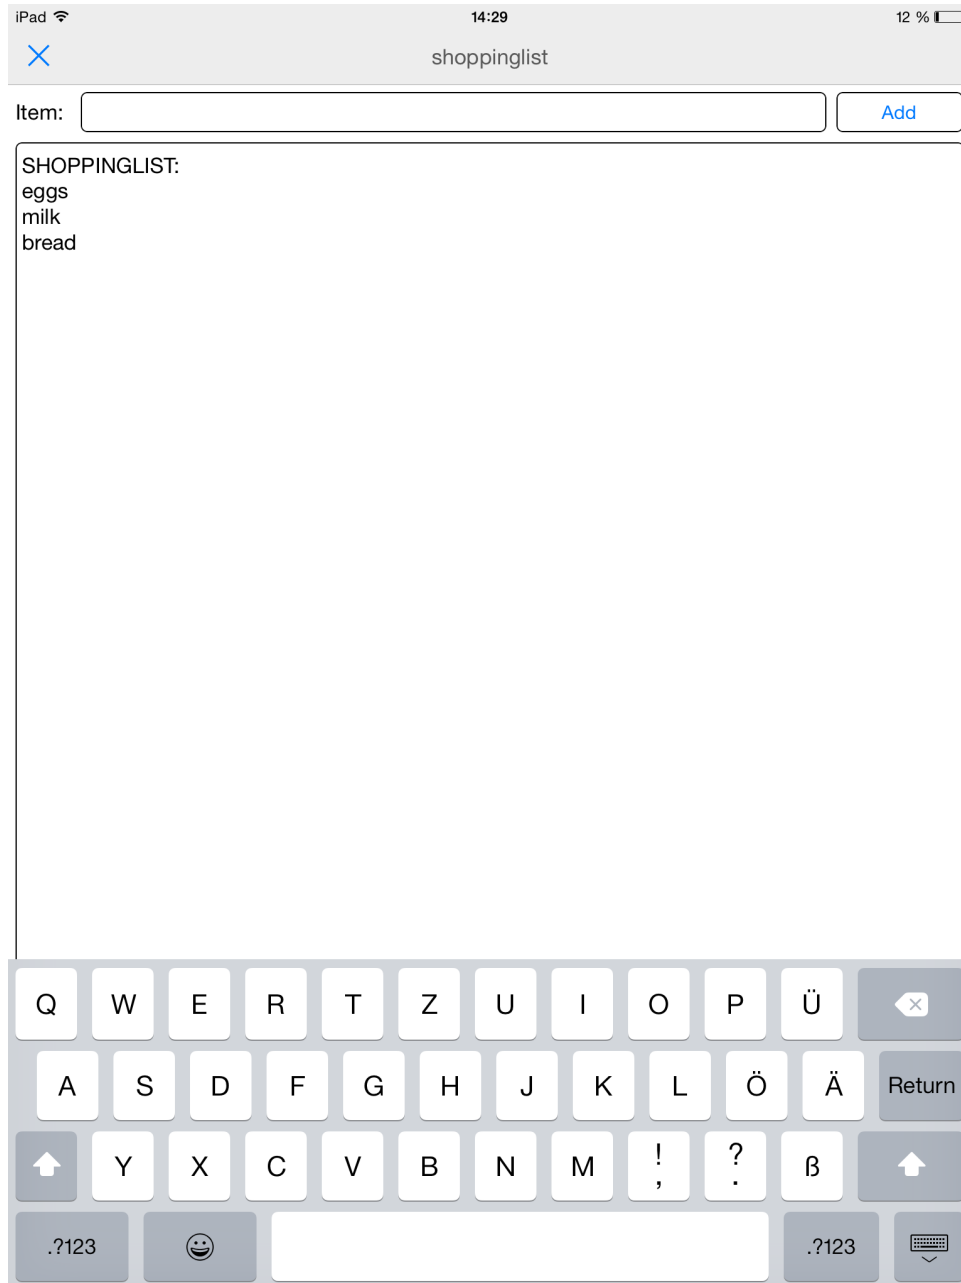 iPad 14:29 12 %
shoppinglist
Item: Add
SHOPPINGLIST:
eggs
milk
bread
Q W E R T Z U I O P Ü
A S D F G H J K L Ö Ä Return
Y X C V B N M ! , ? . ß
.?123 .?123